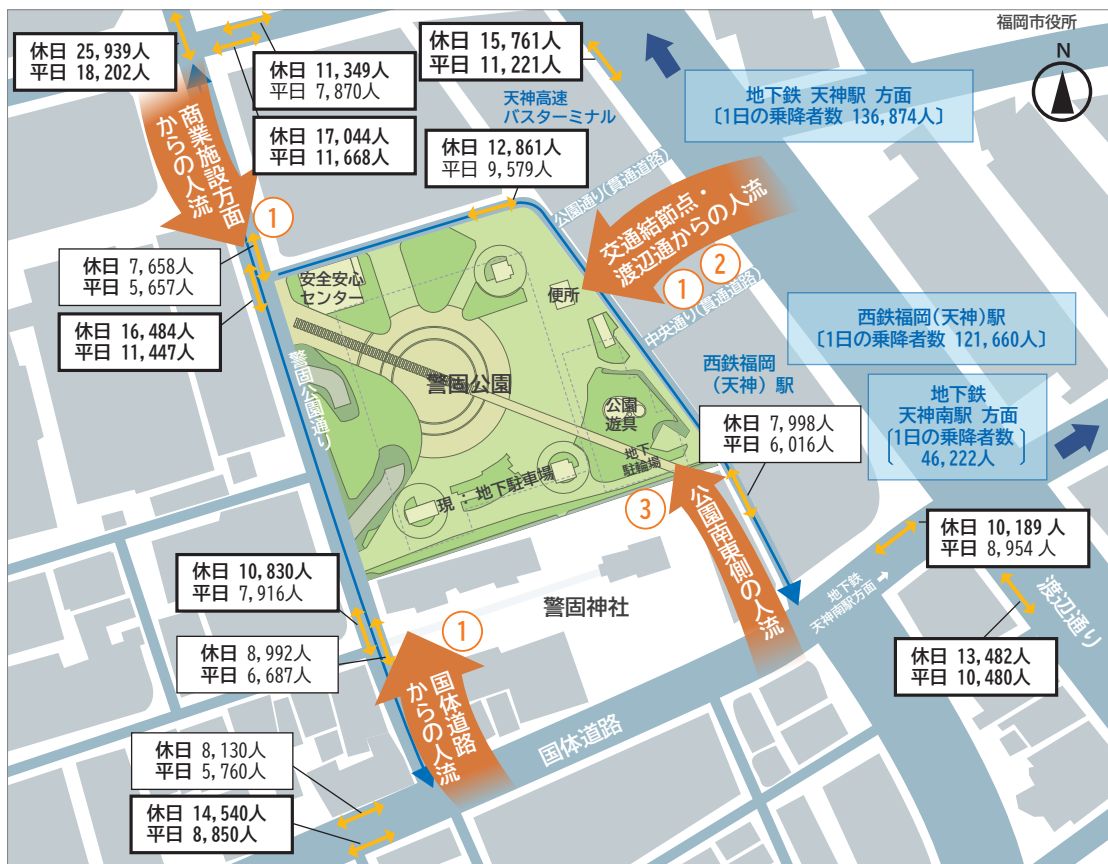 福岡市役所
N
休日 25,939人
平日 18,202人
休日 11,349人
平日 7,870人
休日 17,044人
平日 11,668人
休日 15,761人
平日 11,221人
天神高速
バスターミナル
地下鉄 天神駅 方面
〔1日の乗降者数 136,874人〕
休日 12,861人
平日 9,579人
商業施設方面
からの人流
①
公園通り(貫通道路)
交通結節点・
渡辺通からの人流
① ②
中央通り(貫通道路)
休日 7,658人
平日 5,657人
休日 16,484人
平日 11,447人
安全安心
センター
便所
警固公園
警固公園通り
公園
遊具
地下
駐輪場
現:地下駐車場
西鉄福岡(天神)駅
〔1日の乗降者数 121,660人〕
西鉄福岡
(天神)駅
地下鉄
天神南駅 方面
〔1日の乗降者数
46,222人〕
休日 7,998人
平日 6,016人
③
公園南東側の人流
休日 10,189人
平日 8,954人
渡辺通り
地下鉄
天神南駅方面→
休日 13,482人
平日 10,480人
休日 10,830人
平日 7,916人
休日 8,992人
平日 6,687人
警固神社
①
国体道路
からの人流
国体道路
休日 8,130人
平日 5,760人
休日 14,540人
平日 8,850人